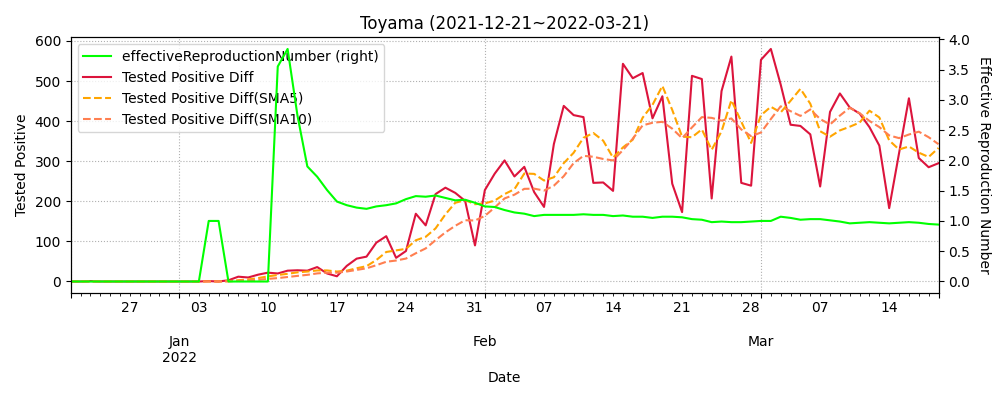 Toyama (2021-12-21~2022-03-21)
effectiveReproductionNumber (right)
Tested Positive Diff
Tested Positive Diff(SMA5)
Tested Positive Diff(SMA10)
Tested Positive
600
500
400
300
200
100
0
4.0
3.5
3.0
2.5
2.0
1.5
1.0
0.5
0.0
Effective Reproduction Number
27 03 10 17 24 31 07 14 21 28 07 14
Jan Feb Mar
2022
Date